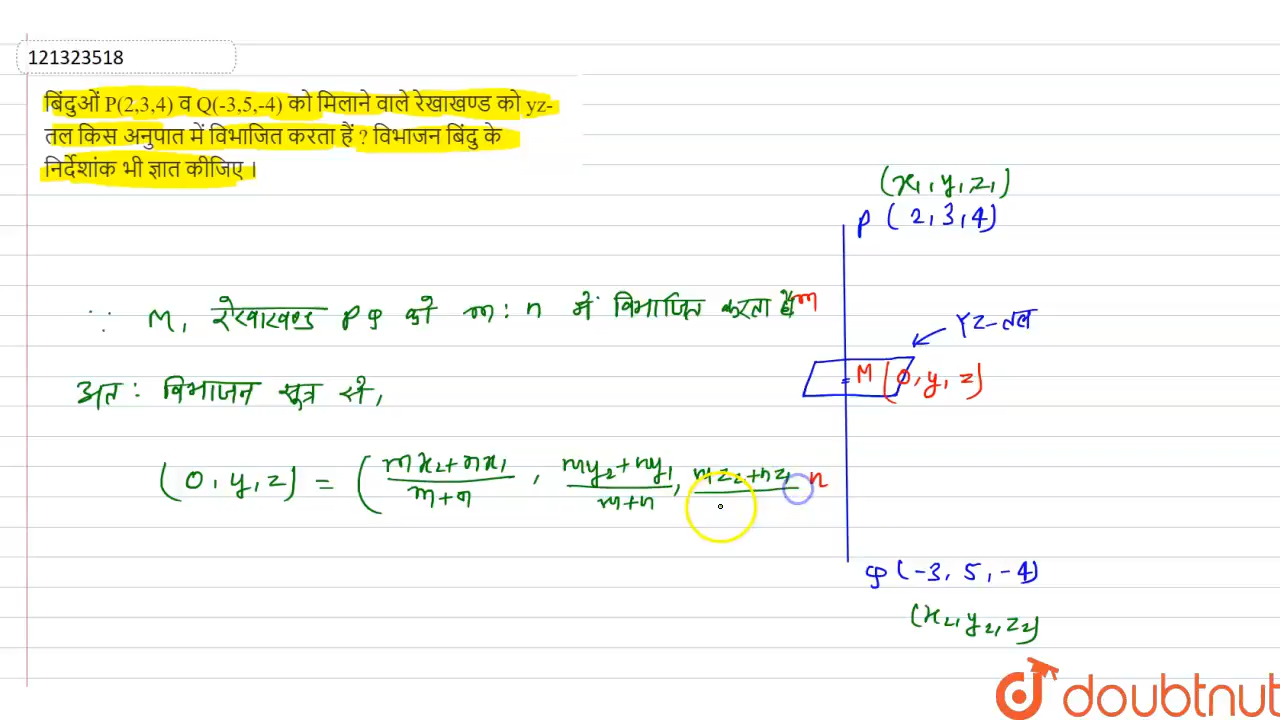 121323518
बिंदुओं P(2,3,4) व Q(-3,5,-4) को मिलाने वाले रेखाखण्ड को yz-
तल किस अनुपात में विभाजित करता हैं ? विभाजन बिंदु के
निर्देशांक भी ज्ञात कीजिए ।
(x₁, y₁, z₁)
P (2, 3, 4)
∵ M, रेखाखण्ड PQ को m : n में विभाजित करता है
m
YZ-तल
M (0, y, z)
अतः विभाजन सूत्र से,
(0, y, z) = ( mx₂+nx₁/m+n , my₂+ny₁/m+n , mz₂+nz₁
n
Q (-3, 5, -4)
(x₂, y₂, z₂)
doubtnut